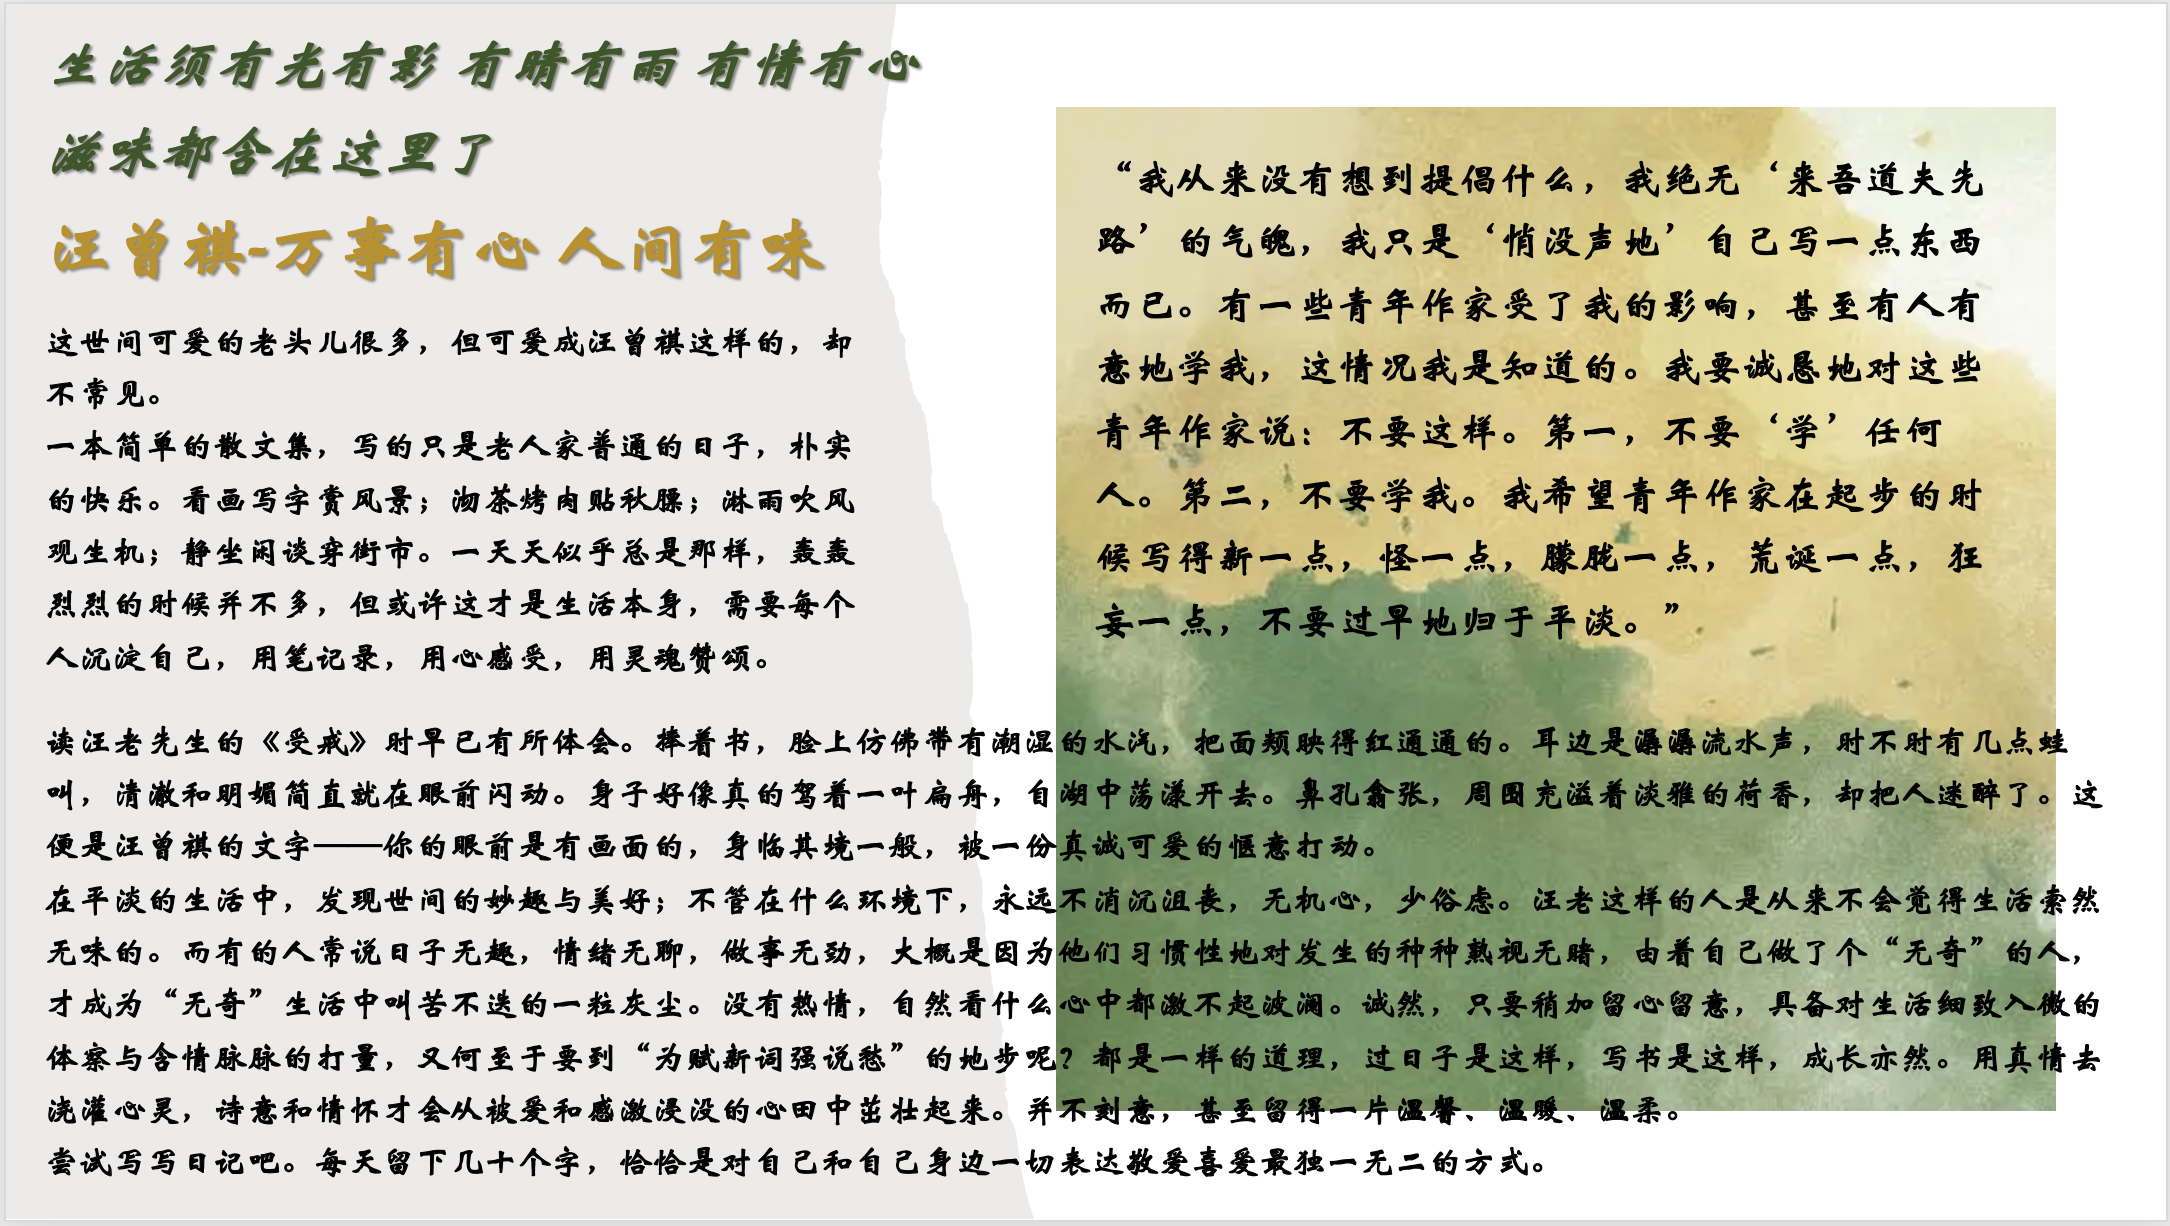 生活须有光有影 有晴有雨 有情有心
滋味都含在这里了
汪曾祺-万事有心 人间有味
这世间可爱的老头儿很多，但可爱成汪曾祺这样的，却
不常见。
一本简单的散文集，写的只是老人家普通的日子，朴实
的快乐。看画写字赏风景；沏茶烤肉贴秋膘；淋雨吹风
观生机；静坐闲谈穿街市。一天天似乎总是那样，轰轰
烈烈的时候并不多，但或许这才是生活本身，需要每个
人沉淀自己，用笔记录，用心感受，用灵魂赞颂。
“我从来没有想到提倡什么，我绝无‘来吾道夫先
路’的气魄，我只是‘悄没声地’自己写一点东西
而已。有一些青年作家受了我的影响，甚至有人有
意地学我，这情况我是知道的。我要诚恳地对这些
青年作家说：不要这样。第一，不要‘学’任何
人。第二，不要学我。我希望青年作家在起步的时
候写得新一点，怪一点，朦胧一点，荒诞一点，狂
妄一点，不要过早地归于平淡。”
读汪老先生的《受戒》时早已有所体会。捧着书，脸上仿佛带有潮湿的水汽，把面颊映得红通通的。耳边是潺潺流水声，时不时有几点蛙
叫，清澈和明媚简直就在眼前闪动。身子好像真的驾着一叶扁舟，自湖中荡漾开去。鼻孔翕张，周围充溢着淡雅的荷香，却把人迷醉了。这
便是汪曾祺的文字——你的眼前是有画面的，身临其境一般，被一份真诚可爱的惬意打动。
在平淡的生活中，发现世间的妙趣与美好；不管在什么环境下，永远不消沉沮丧，无机心，少俗虑。汪老这样的人是从来不会觉得生活索然
无味的。而有的人常说日子无趣，情绪无聊，做事无劲，大概是因为他们习惯性地对发生的种种熟视无睹，由着自己做了个“无奇”的人，
才成为“无奇”生活中叫苦不迭的一粒灰尘。没有热情，自然看什么心中都激不起波澜。诚然，只要稍加留心留意，具备对生活细致入微的
体察与含情脉脉的打量，又何至于要到“为赋新词强说愁”的地步呢？都是一样的道理，过日子是这样，写书是这样，成长亦然。用真情去
浇灌心灵，诗意和情怀才会从被爱和感激浸没的心田中茁壮起来。并不刻意，甚至留得一片温馨、温暖、温柔。
尝试写写日记吧。每天留下几十个字，恰恰是对自己和自己身边一切表达敬爱喜爱最独一无二的方式。